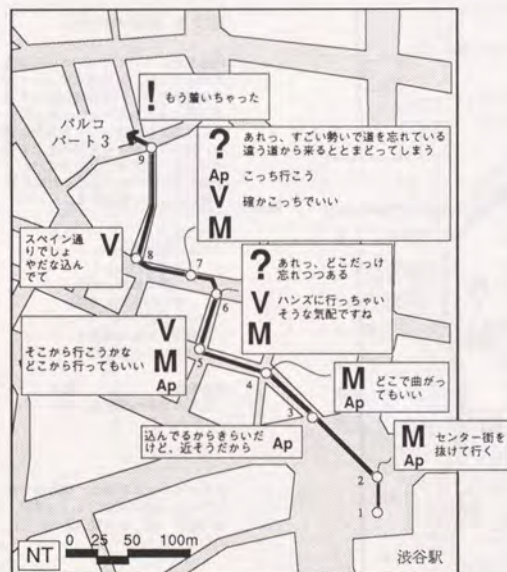 ! もう着いちゃった
パルコ
パート3
9
? あれっ、すごい勢いで道を忘れている
違う道から来るととまどってしまう
Ap こっち行こう
V 確かこっちでいい
M
スペイン通
りでしょ
やだな込ん
でて
V
8
7
? あれっ、どこだっけ
忘れつつある
V ハンズに行っちゃい
そうな気配ですね
M
6
V
M
Ap
そこから行こうかな
どこから行ってもいい
5
4
M
Ap
どこで曲がっ
てもいい
3
込んでるからきらいだ
けど、近そうだから
Ap
M
Ap
センター街を
抜けて行く
2
1
NT
0 25 50 100m
渋谷駅